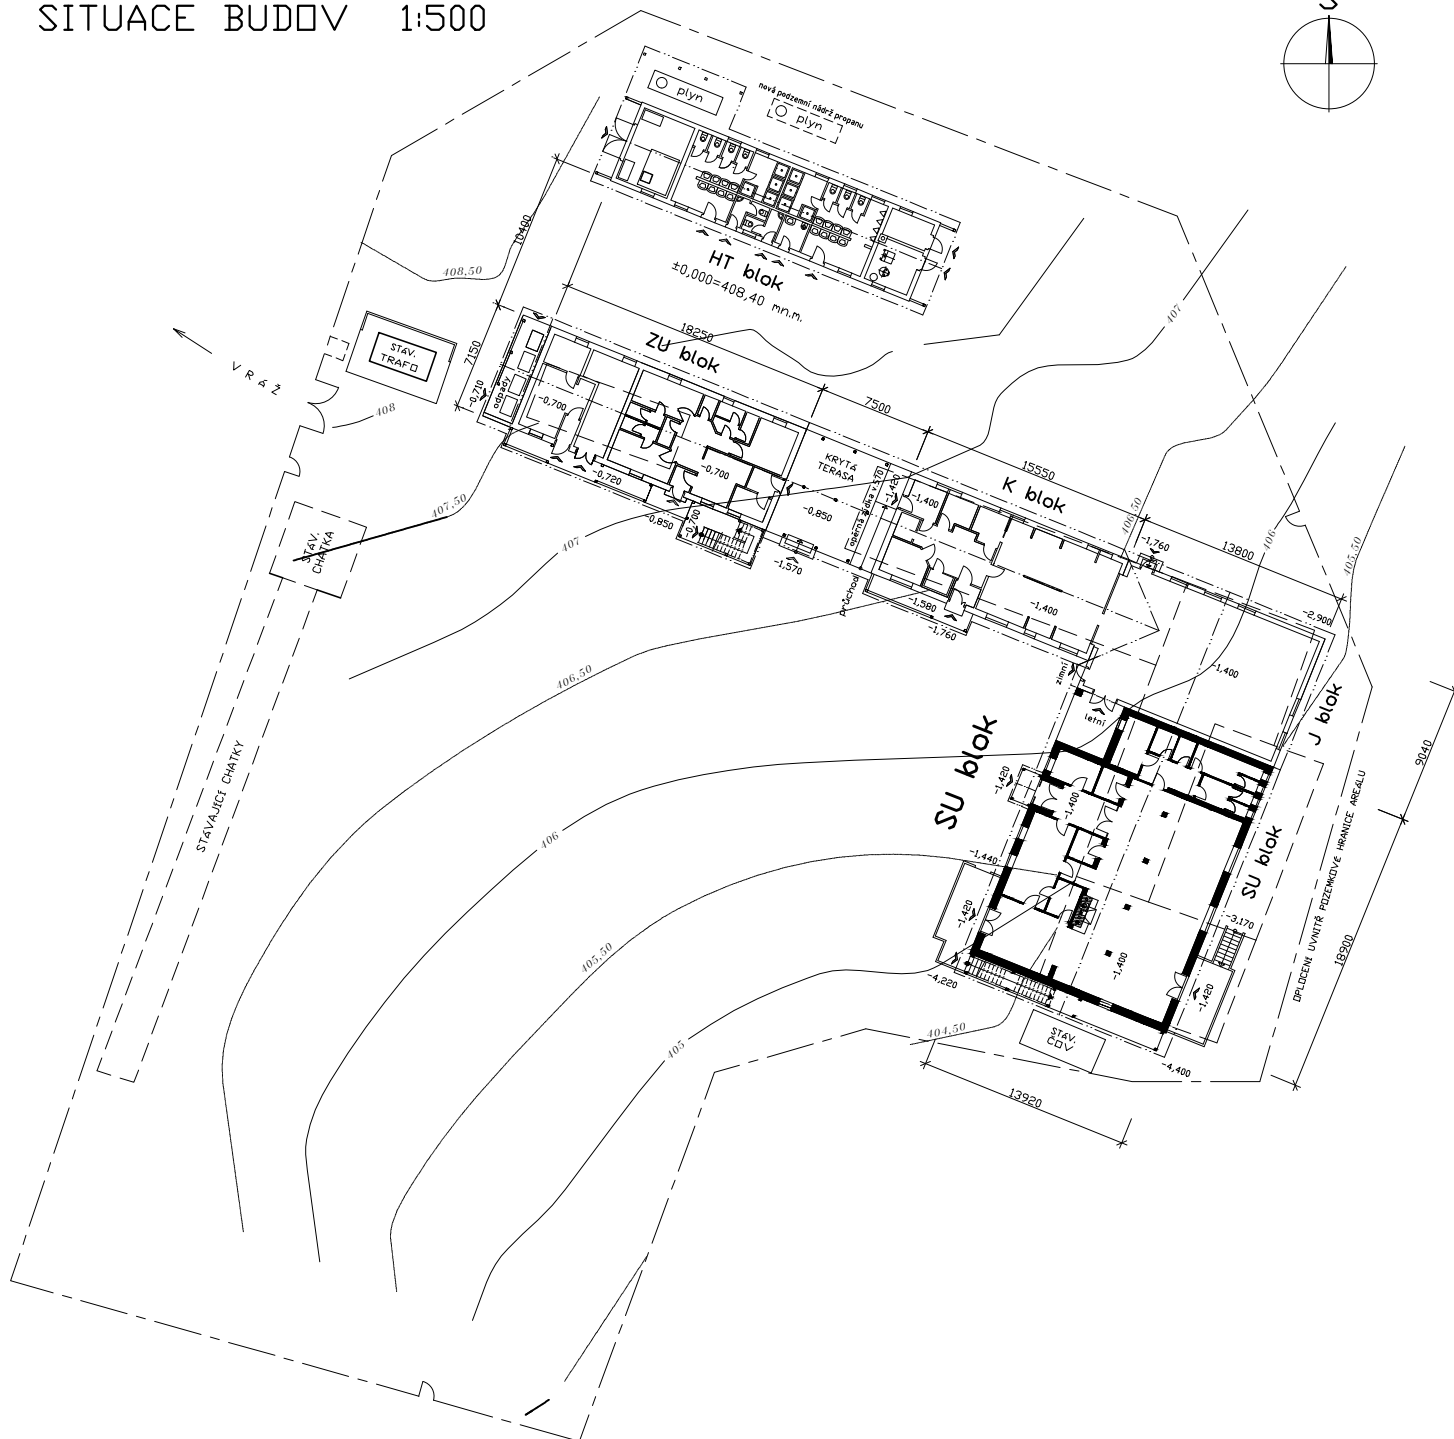 SITUACE BUDOV 1:500
S
plyn
nová podzemní nádrž propanu
plyn
10400
408,50
HT blok
±0,000=408,40 mn.m.
18250
ZU blok
7150
STÁV.
TRAFO
VRÁŽ
-0,710
odpady
-0,700
408
7500
KRYTÁ
TERASA
15550
K blok
-0,720
-0,700
-1,420
-1,400
407
407,50
-0,850
-0,700
-0,850
-1,570
406,50
-1,760
13800
406
405,50
STÁV.
CHATKA
407
průchod
-1,580
-1,760
-1,400
-2,900
-1,400
zimní
letní
406,50
SU blok
J blok
9040
STÁVAJÍCÍ CHATKY
-1,420
-1,400
406
-1,440
SU blok
OPLOCENÍ UVNITŘ POZEMKOVÉ HRANICE AREÁLU
-1,420
-3,170
18900
405,50
-4,220
-1,400
-1,420
404,50
STÁV.
ČOV
405
-4,400
13920